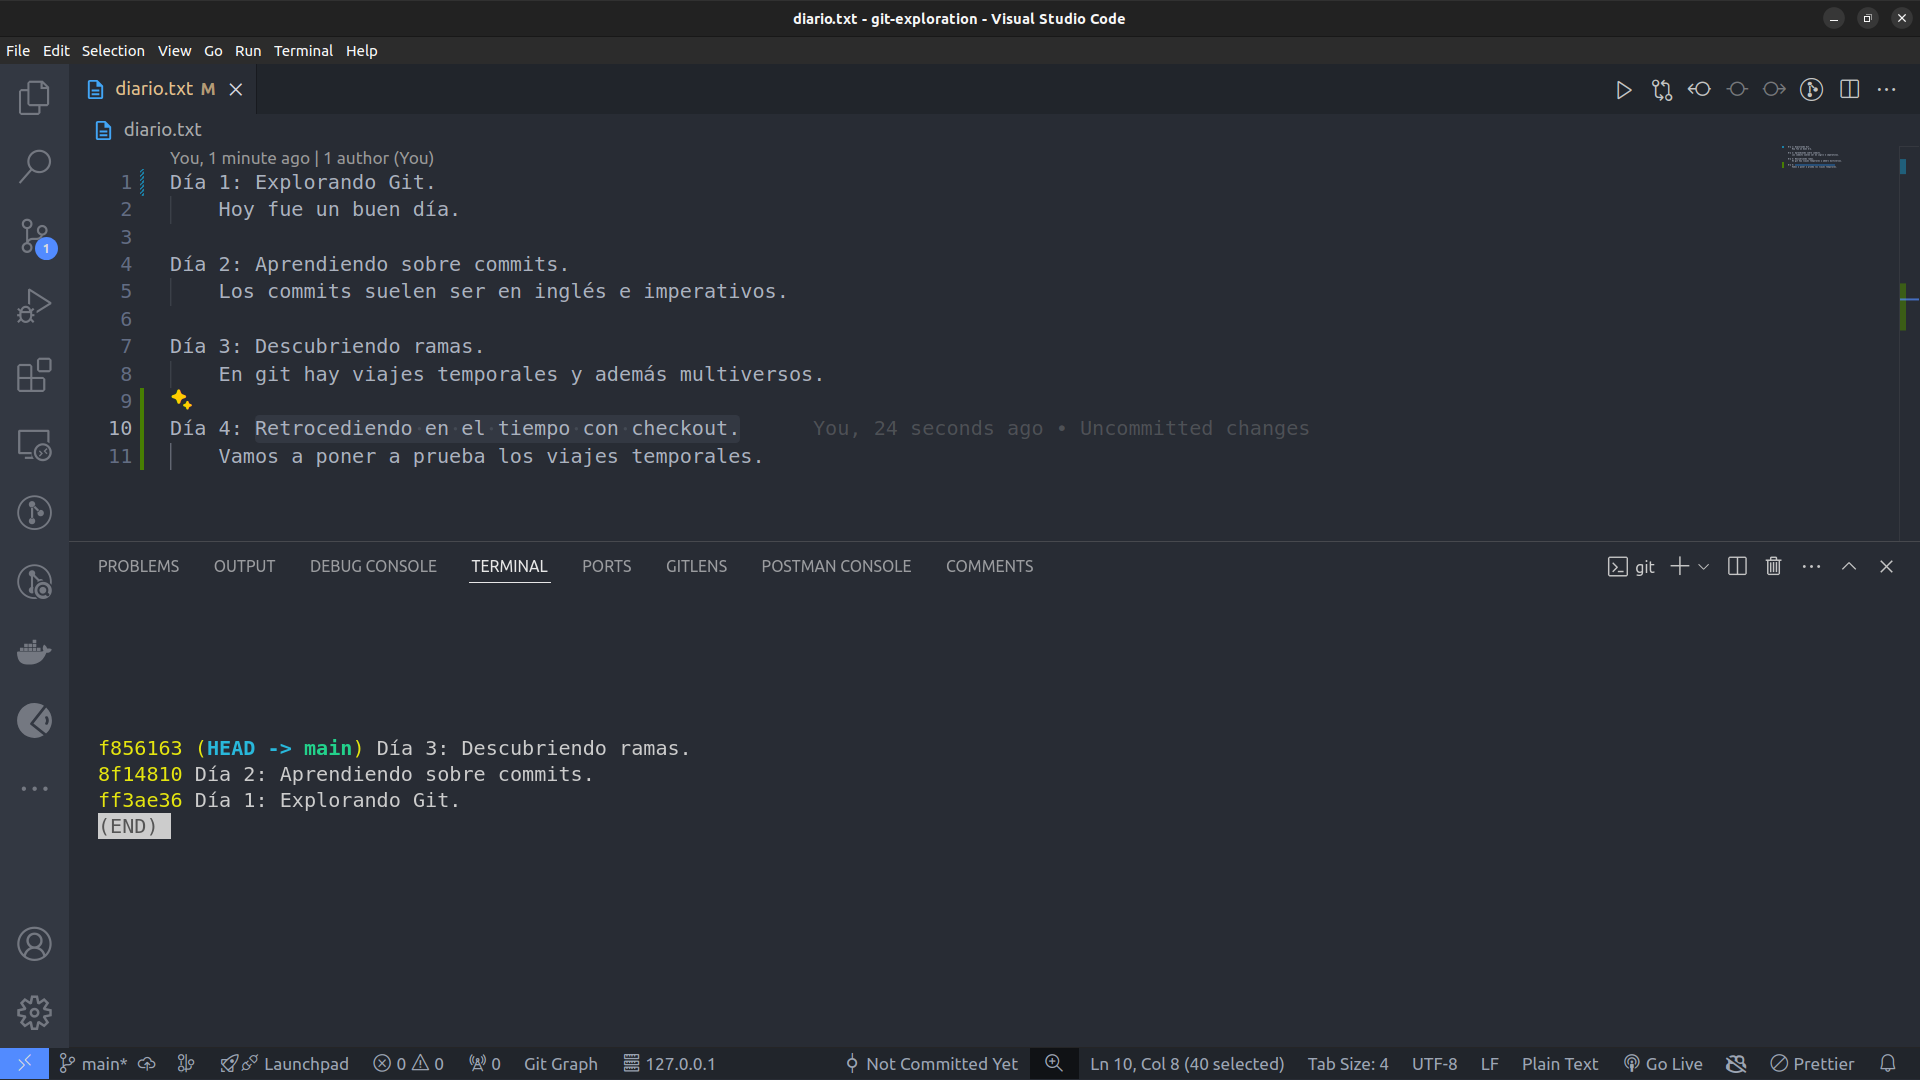 diario.txt - git-exploration - Visual Studio Code
File Edit Selection View Go Run Terminal Help
diario.txt M
diario.txt
You, 1 minute ago | 1 author (You)
1 Día 1: Explorando Git.
2 Hoy fue un buen día.
3
4 Día 2: Aprendiendo sobre commits.
5 Los commits suelen ser en inglés e imperativos.
6
7 Día 3: Descubriendo ramas.
8 En git hay viajes temporales y además multiversos.
9
10 Día 4: Retrocediendo en el tiempo con checkout. You, 24 seconds ago • Uncommitted changes
11 Vamos a poner a prueba los viajes temporales.
1
PROBLEMS OUTPUT DEBUG CONSOLE TERMINAL PORTS GITLENS POSTMAN CONSOLE COMMENTS git
f856163 (HEAD -> main) Día 3: Descubriendo ramas.
8f14810 Día 2: Aprendiendo sobre commits.
ff3ae36 Día 1: Explorando Git.
(END)
main* Launchpad 0 0 0 Git Graph 127.0.0.1 Not Committed Yet Ln 10, Col 8 (40 selected) Tab Size: 4 UTF-8 LF Plain Text Go Live Prettier